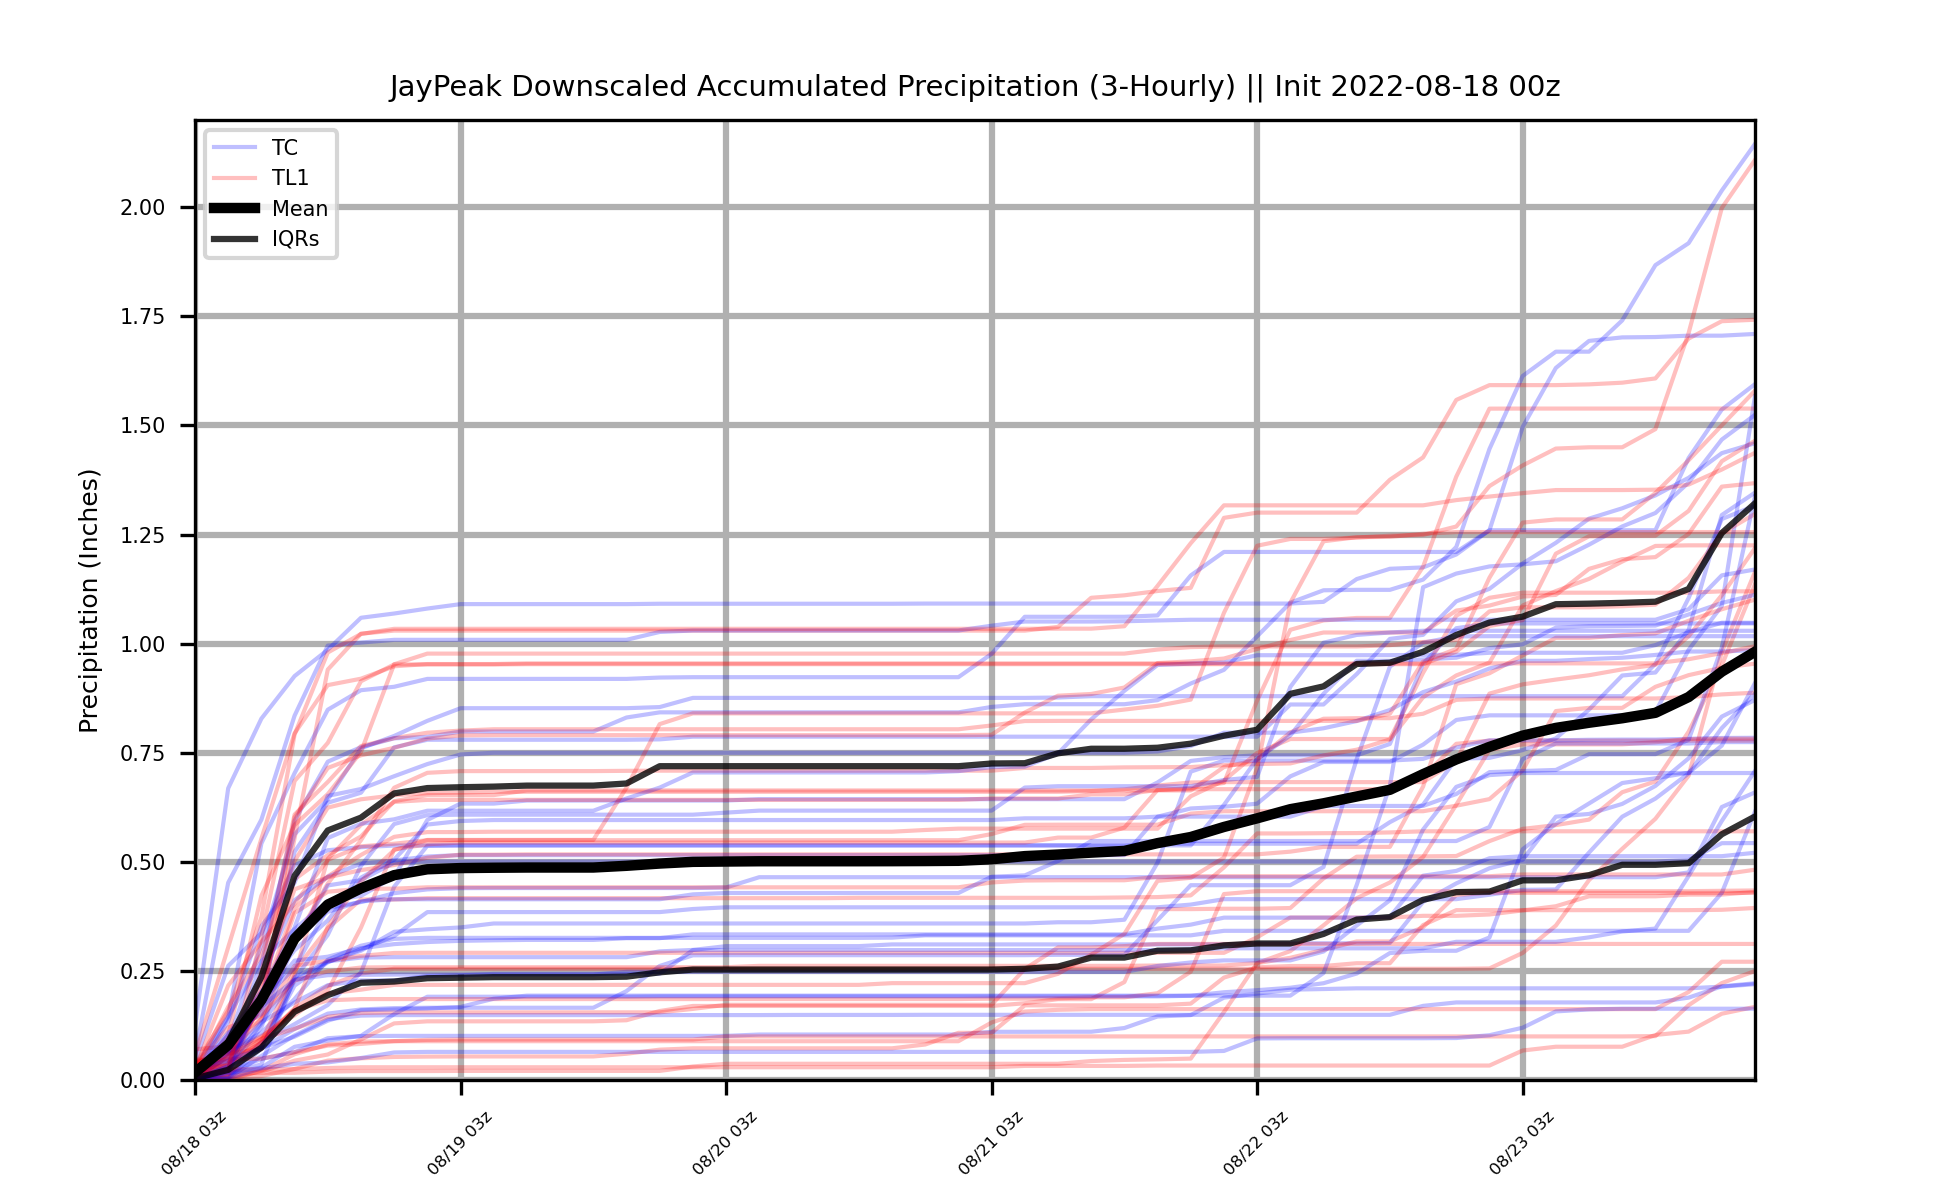 JayPeak Downscaled Accumulated Precipitation (3-Hourly) || Init 2022-08-18 00z
TC
TL1
Mean
IQRs
Precipitation (Inches)
2.00
1.75
1.50
1.25
1.00
0.75
0.50
0.25
0.00
08/18 03z
08/19 03z
08/20 03z
08/21 03z
08/22 03z
08/23 03z